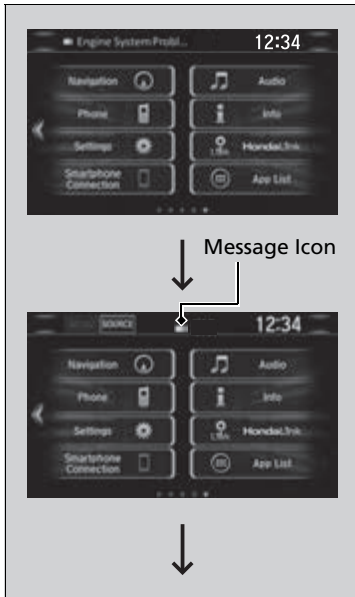 Engine System Probl...
12:34
Navigation
Audio
Phone
Info
Settings
HondaLink
Smartphone
Connection
App List
Message Icon
SOURCE
12:34
Navigation
Audio
Phone
Info
Settings
HondaLink
Smartphone
Connection
App List